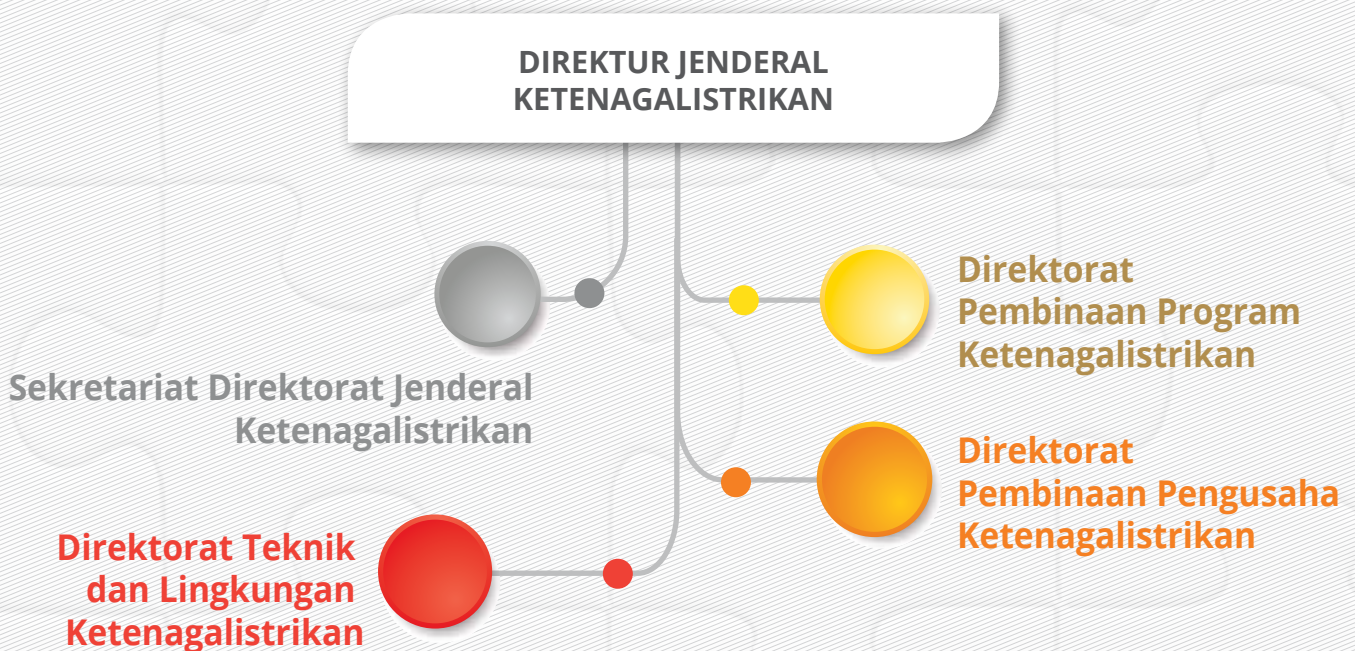 DIREKTUR JENDERAL
KETENAGALISTRIKAN
Sekretariat Direktorat Jenderal
Ketenagalistrikan
Direktorat
Pembinaan Program
Ketenagalistrikan
Direktorat
Pembinaan Pengusaha
Ketenagalistrikan
Direktorat Teknik
dan Lingkungan
Ketenagalistrikan